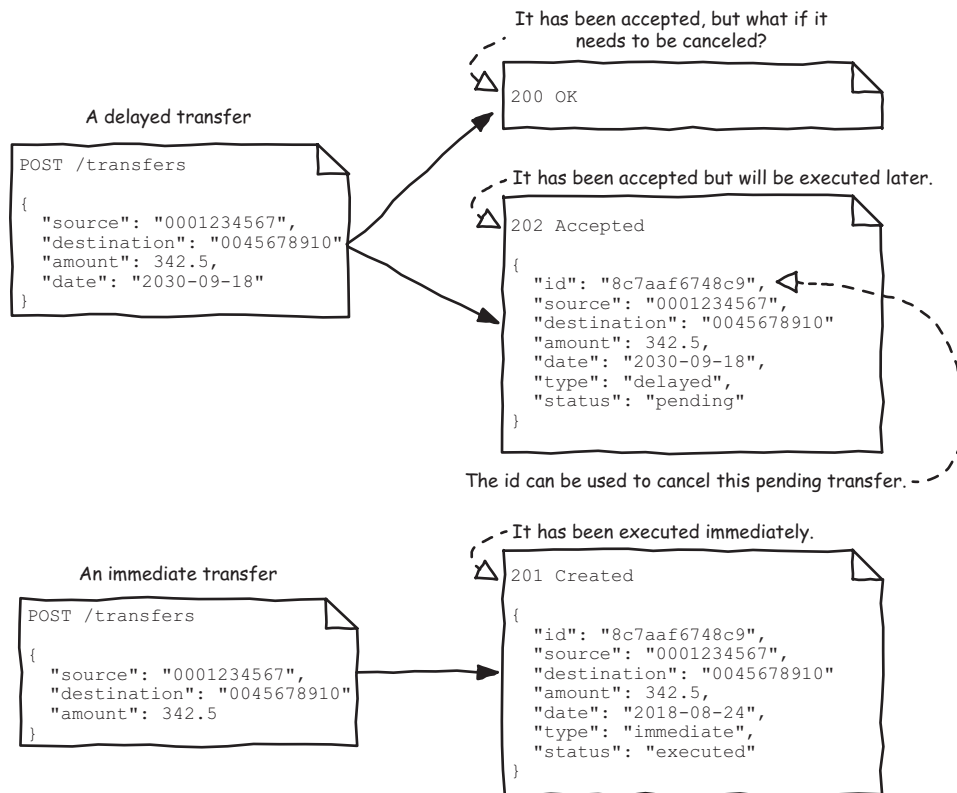 It has been accepted, but what if it
needs to be canceled?
200 OK
A delayed transfer
POST /transfers
{
"source": "0001234567",
"destination": "0045678910"
"amount": 342.5,
"date": "2030-09-18"
}
It has been accepted but will be executed later.
202 Accepted
{
"id": "8c7aaf6748c9",
"source": "0001234567",
"destination": "0045678910"
"amount": 342.5,
"date": "2030-09-18",
"type": "delayed",
"status": "pending"
}
The id can be used to cancel this pending transfer.
It has been executed immediately.
An immediate transfer
POST /transfers
{
"source": "0001234567",
"destination": "0045678910"
"amount": 342.5
}
201 Created
{
"id": "8c7aaf6748c9",
"source": "0001234567",
"destination": "0045678910"
"amount": 342.5,
"date": "2018-08-24",
"type": "immediate",
"status": "executed"
}